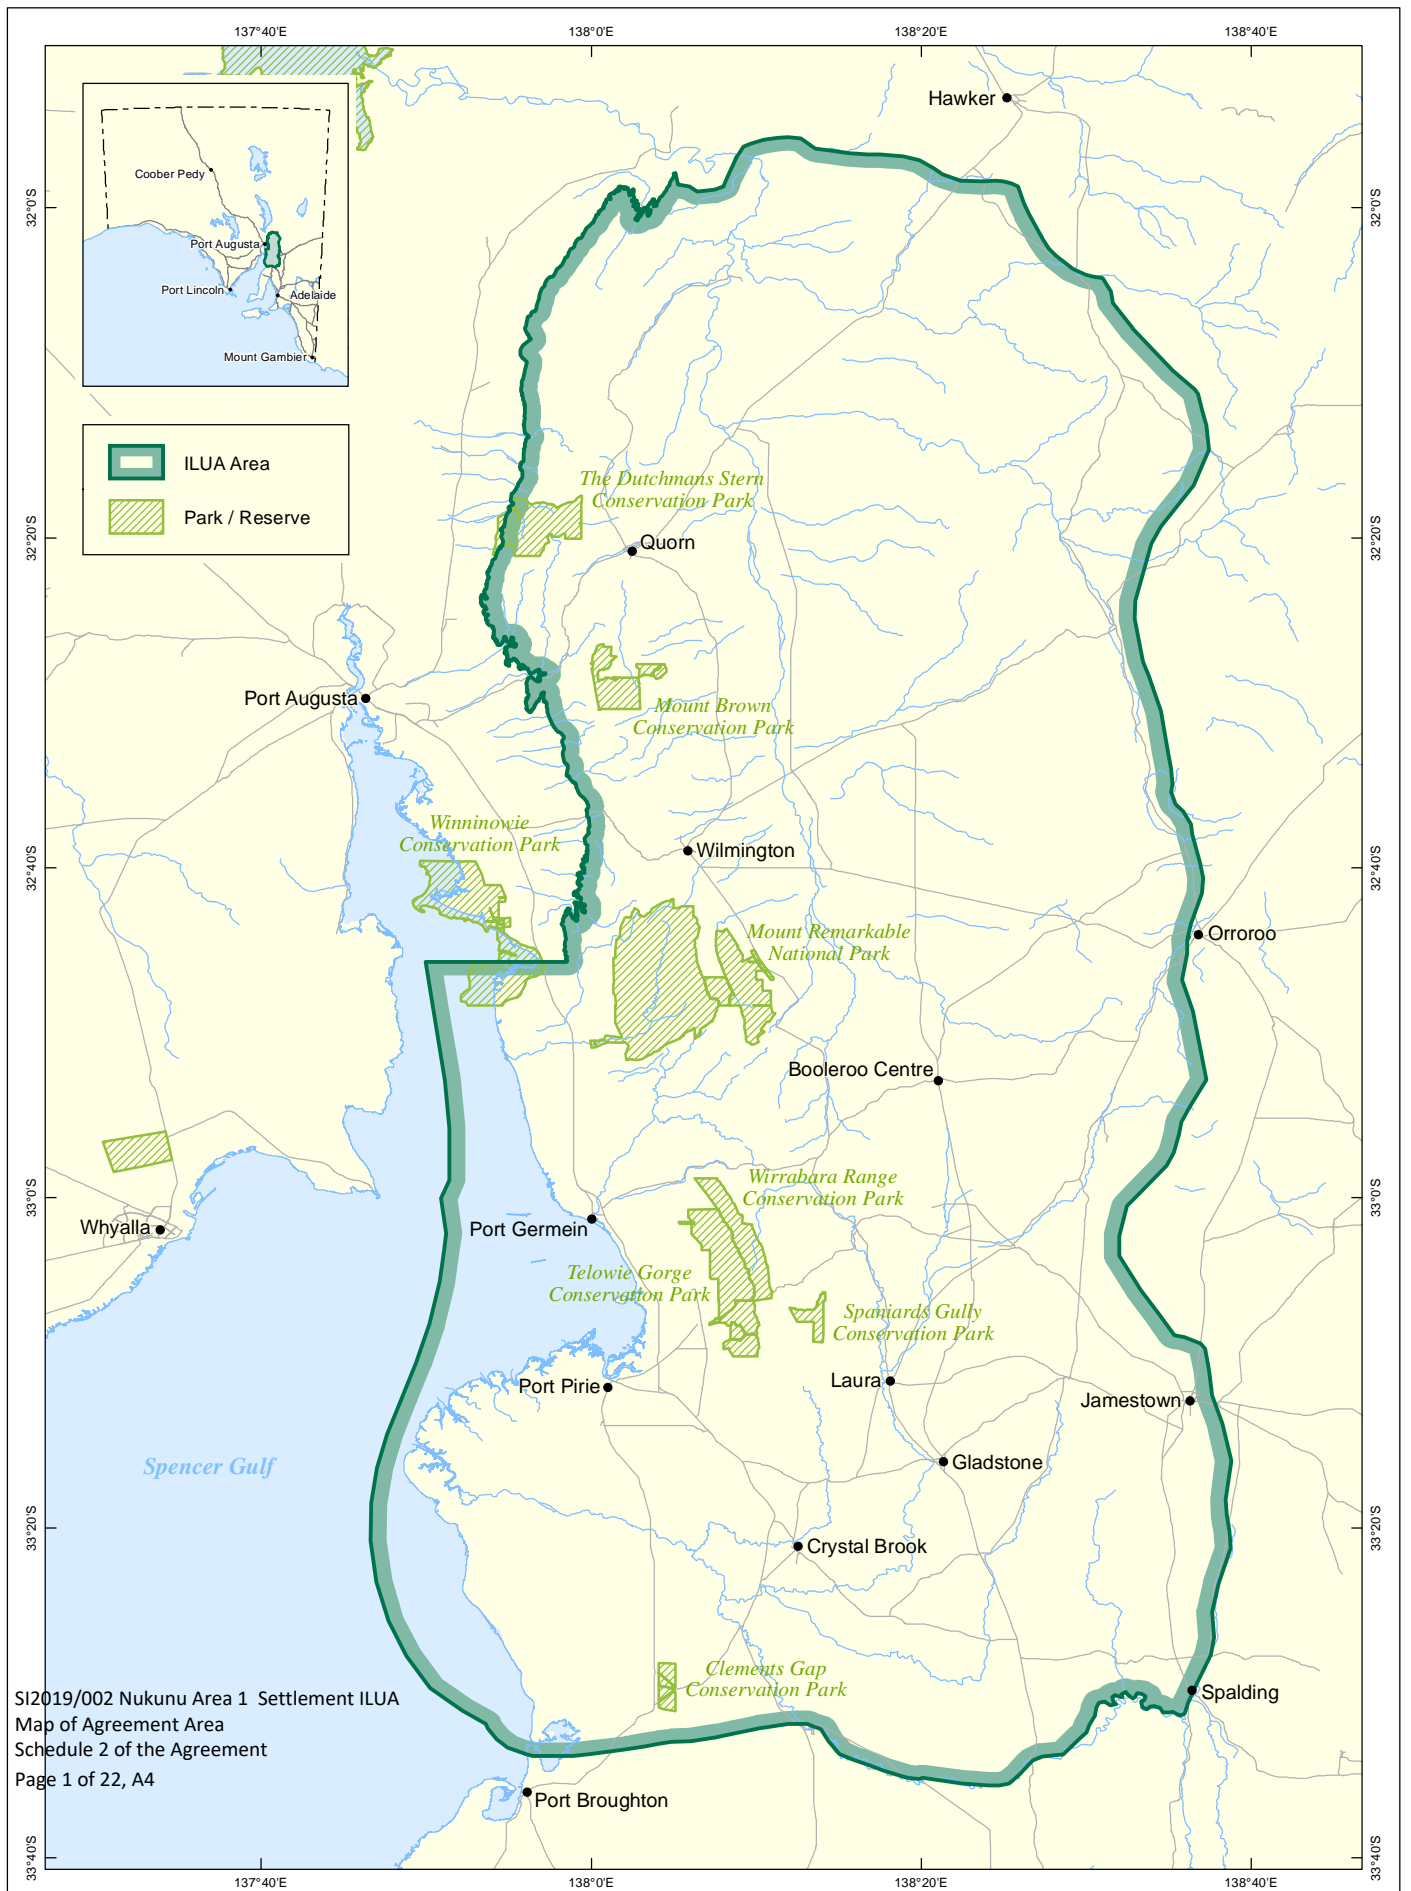 137°40'E
138°0'E
138°20'E
138°40'E
Hawker
Coober Pedy
Port Augusta
Port Lincoln
Adelaide
Mount Gambier
32°0'S
32°0'S
ILUA Area
Park / Reserve
The Dutchmans Stern
Conservation Park
Quorn
32°20'S
32°20'S
Port Augusta
Mount Brown
Conservation Park
Winninowie
Conservation Park
Wilmington
32°40'S
32°40'S
Mount Remarkable
National Park
Orroroo
Booleroo Centre
Wirrabara Range
Conservation Park
33°0'S
33°0'S
Whyalla
Port Germein
Telowie Gorge
Conservation Park
Spaniards Gully
Conservation Park
Port Pirie
Laura
Jamestown
Spencer Gulf
Gladstone
33°20'S
33°20'S
Crystal Brook
Clements Gap
Conservation Park
Spalding
SI2019/002 Nukunu Area 1 Settlement ILUA
Map of Agreement Area
Schedule 2 of the Agreement
Page 1 of 22, A4
Port Broughton
33°40'S
33°40'S
137°40'E
138°0'E
138°20'E
138°40'E